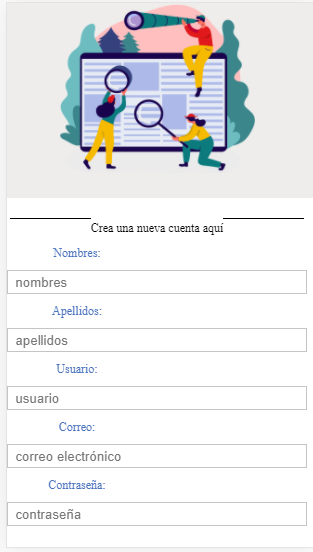 Crea una nueva cuenta aquí
Nombres:
nombres
Apellidos:
apellidos
Usuario:
usuario
Correo:
correo electrónico
Contraseña:
contraseña